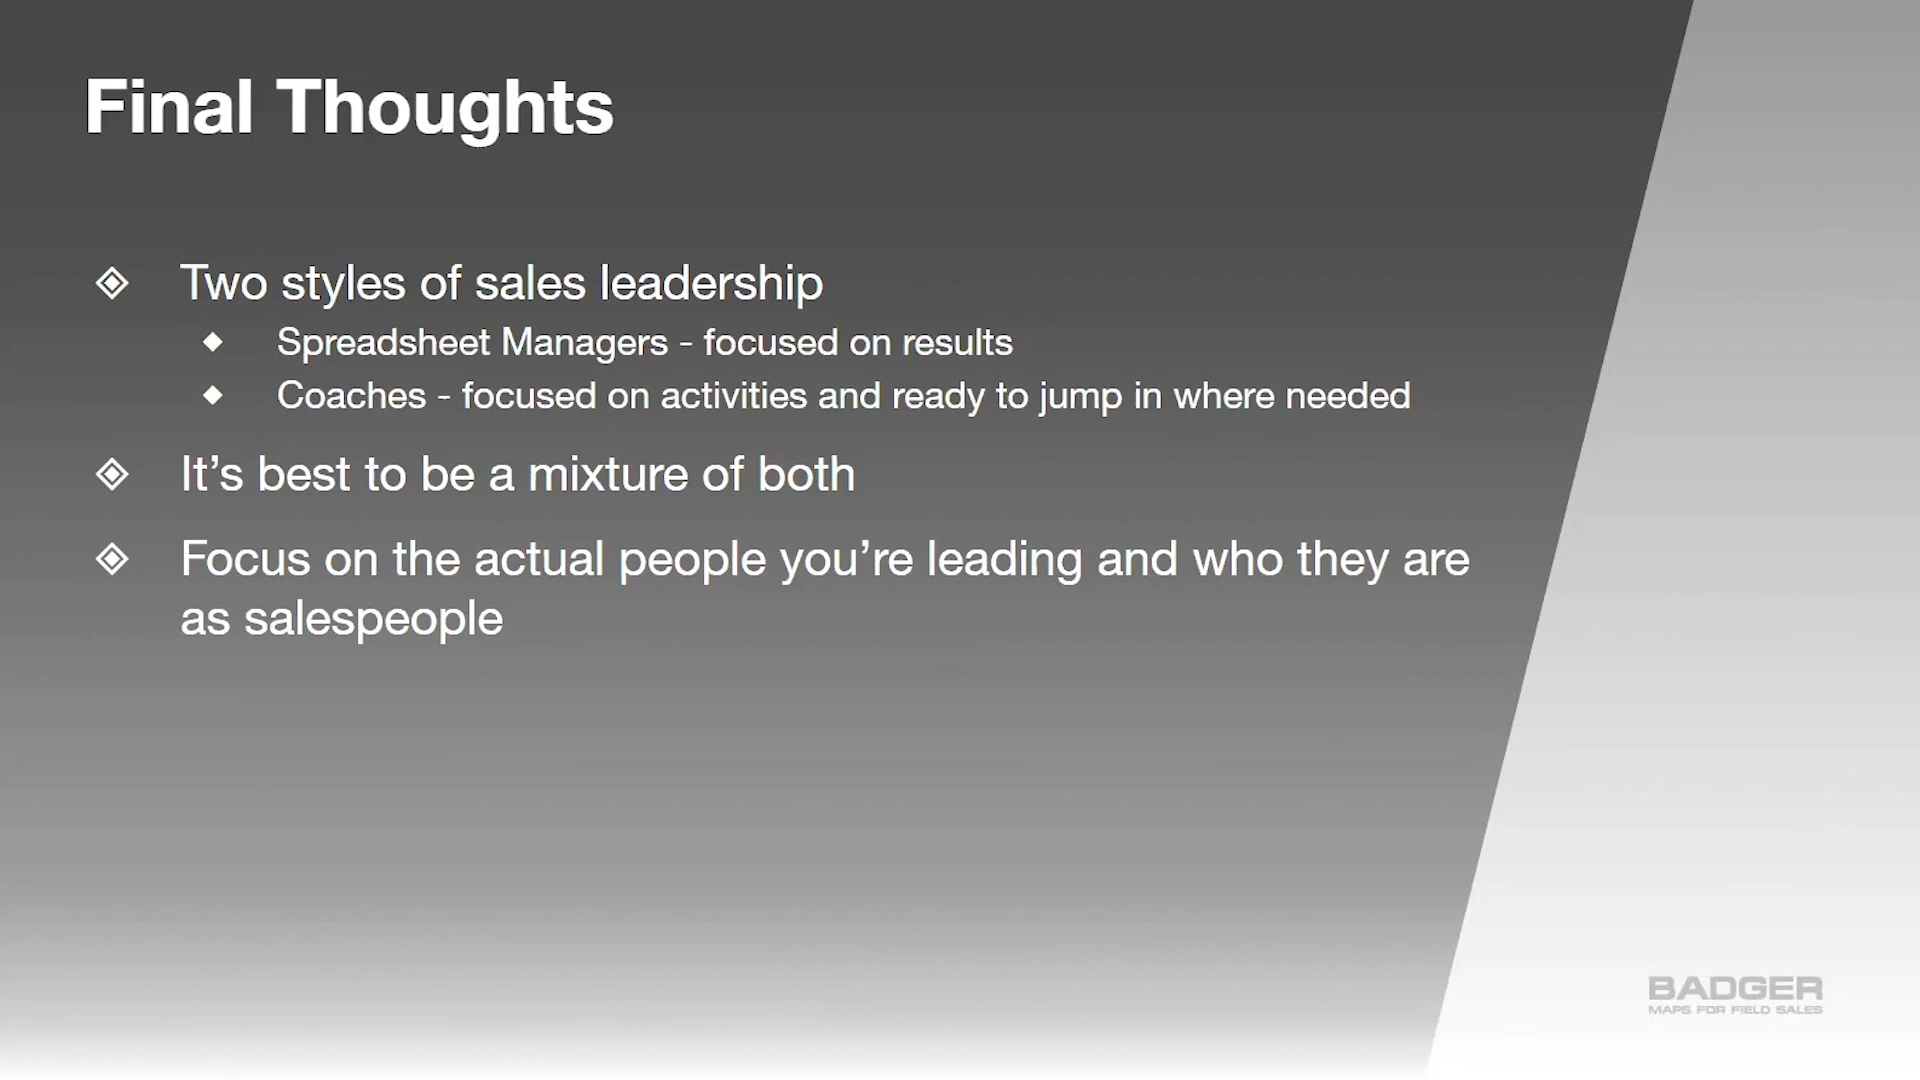 Final Thoughts
Two styles of sales leadership
Spreadsheet Managers - focused on results
Coaches - focused on activities and ready to jump in where needed
It’s best to be a mixture of both
Focus on the actual people you’re leading and who they are
as salespeople
BADGER
MAPS FOR FIELD SALES